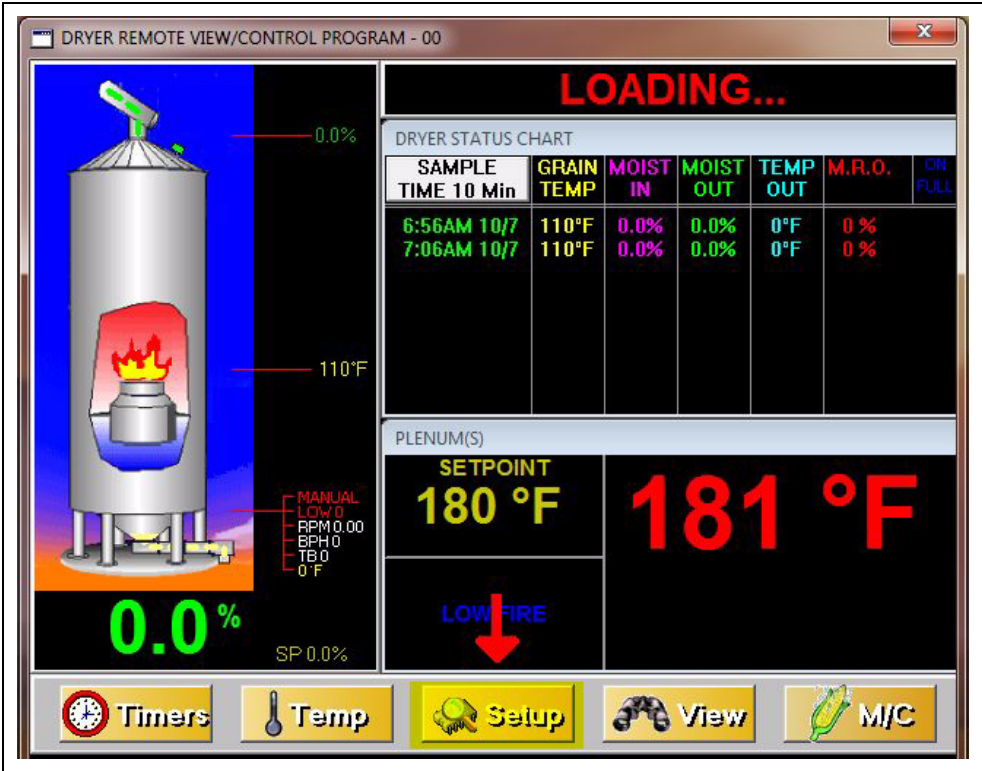 DRYER REMOTE VIEW/CONTROL PROGRAM - 00
x
0.0%
110°F
MANUAL
LOW 0
RPM 0.00
BPH 0
TB 0
0°F
0.0%
SP 0.0%
LOADING...
DRYER STATUS CHART
SAMPLE TIME 10 Min GRAIN TEMP MOIST IN MOIST OUT TEMP OUT M.R.O. ON FULL
6:56AM 10/7 110°F 0.0% 0.0% 0°F 0 %
7:06AM 10/7 110°F 0.0% 0.0% 0°F 0 %
PLENUM(S)
SETPOINT
180 °F
181 °F
LOW FIRE
Timers Temp Setup View M/C